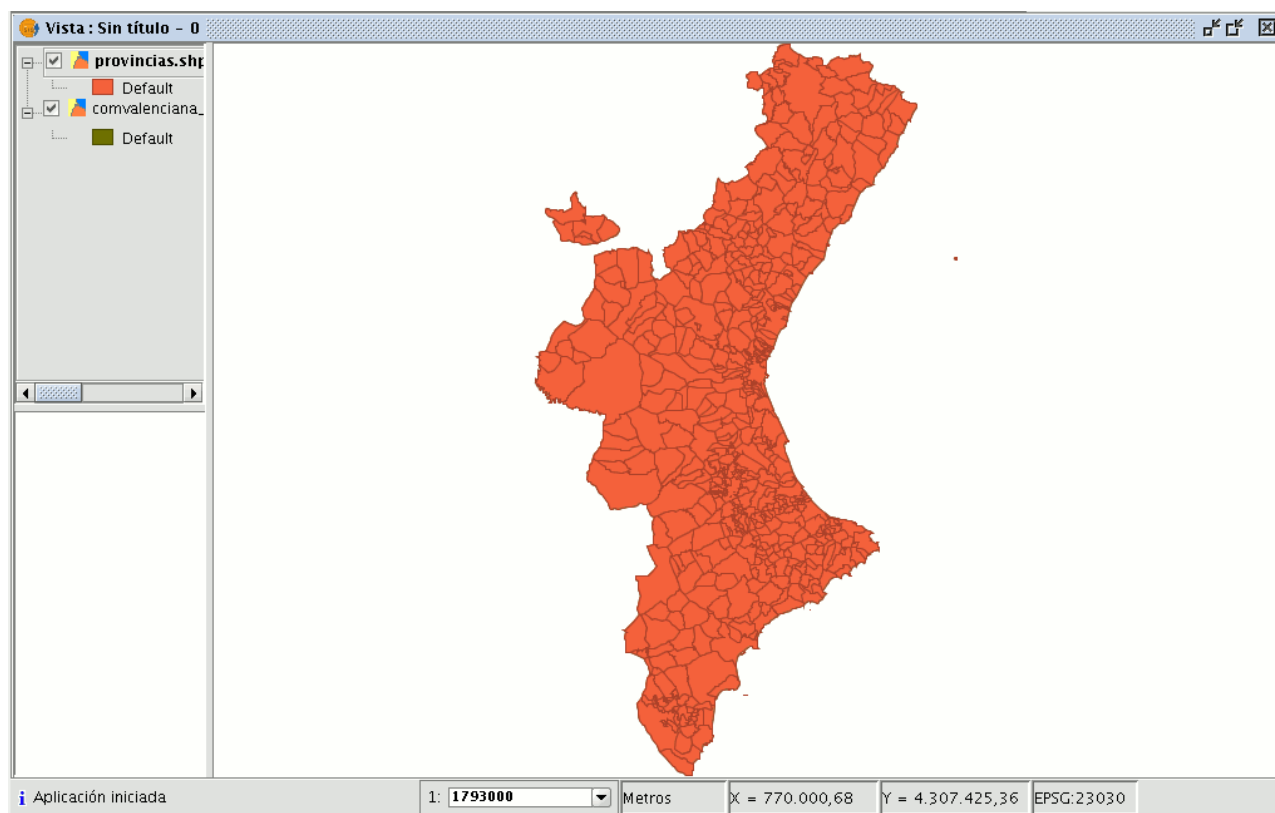 Vista : Sin título - 0
provincias.shp
Default
comvalenciana_
Default
Aplicación iniciada
1: 1793000
Metros
X = 770.000,68
Y = 4.307.425,36
EPSG:23030